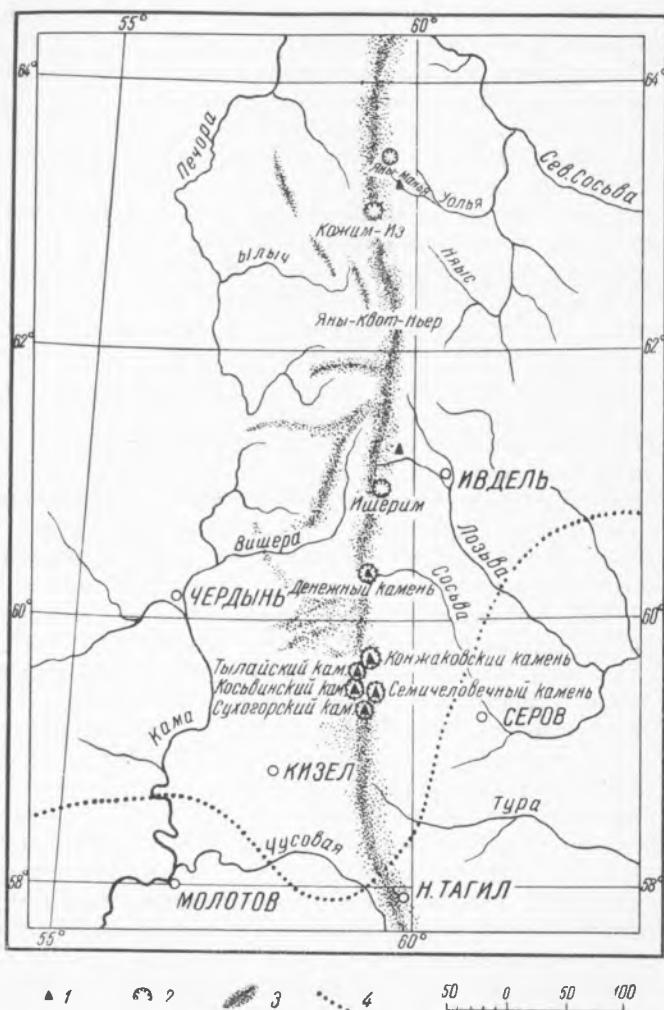 55°
60°
64°
64°
Печора
Сев. Сосьва
Яны-манья
Уолья
Кожим-Из
Няыс
Ылыч
Яны-Квот-Ньер
62°
62°
ИВДЕЛЬ
Ишерим
Вишера
Лозьва
Денежный камень
Сосьва
ЧЕРДЫНЬ
60°
60°
Тылайский кам.
Конжаковский камень
Косьвинский кам.
Семичеловечный камень
Сухогорский кам.
СЕРОВ
Кама
КИЗЕЛ
Тура
Чусовая
58°
58°
МОЛОТОВ
Н. ТАГИЛ
55°
60°
1 2 3 4 50 0 50 100